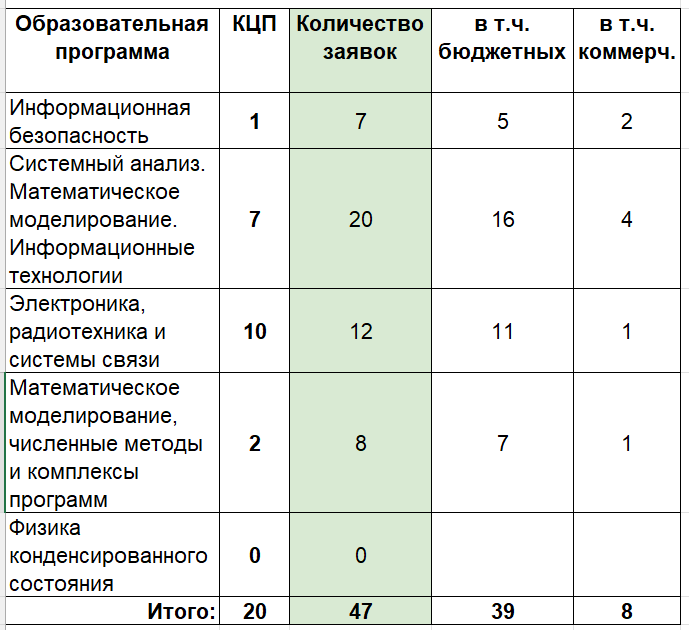 Образовательная КЦП Количество в т.ч. в т.ч.
программа заявок бюджетных коммерч.
Информационная
безопасность 1 7 5 2
Системный анализ.
Математическое
моделирование. 7 20 16 4
Информационные
технологии
Электроника,
радиотехника и 10 12 11 1
системы связи
Математическое
моделирование,
численные методы 2 8 7 1
и комплексы
программ
Физика
конденсированного 0 0
состояния
Итого: 20 47 39 8